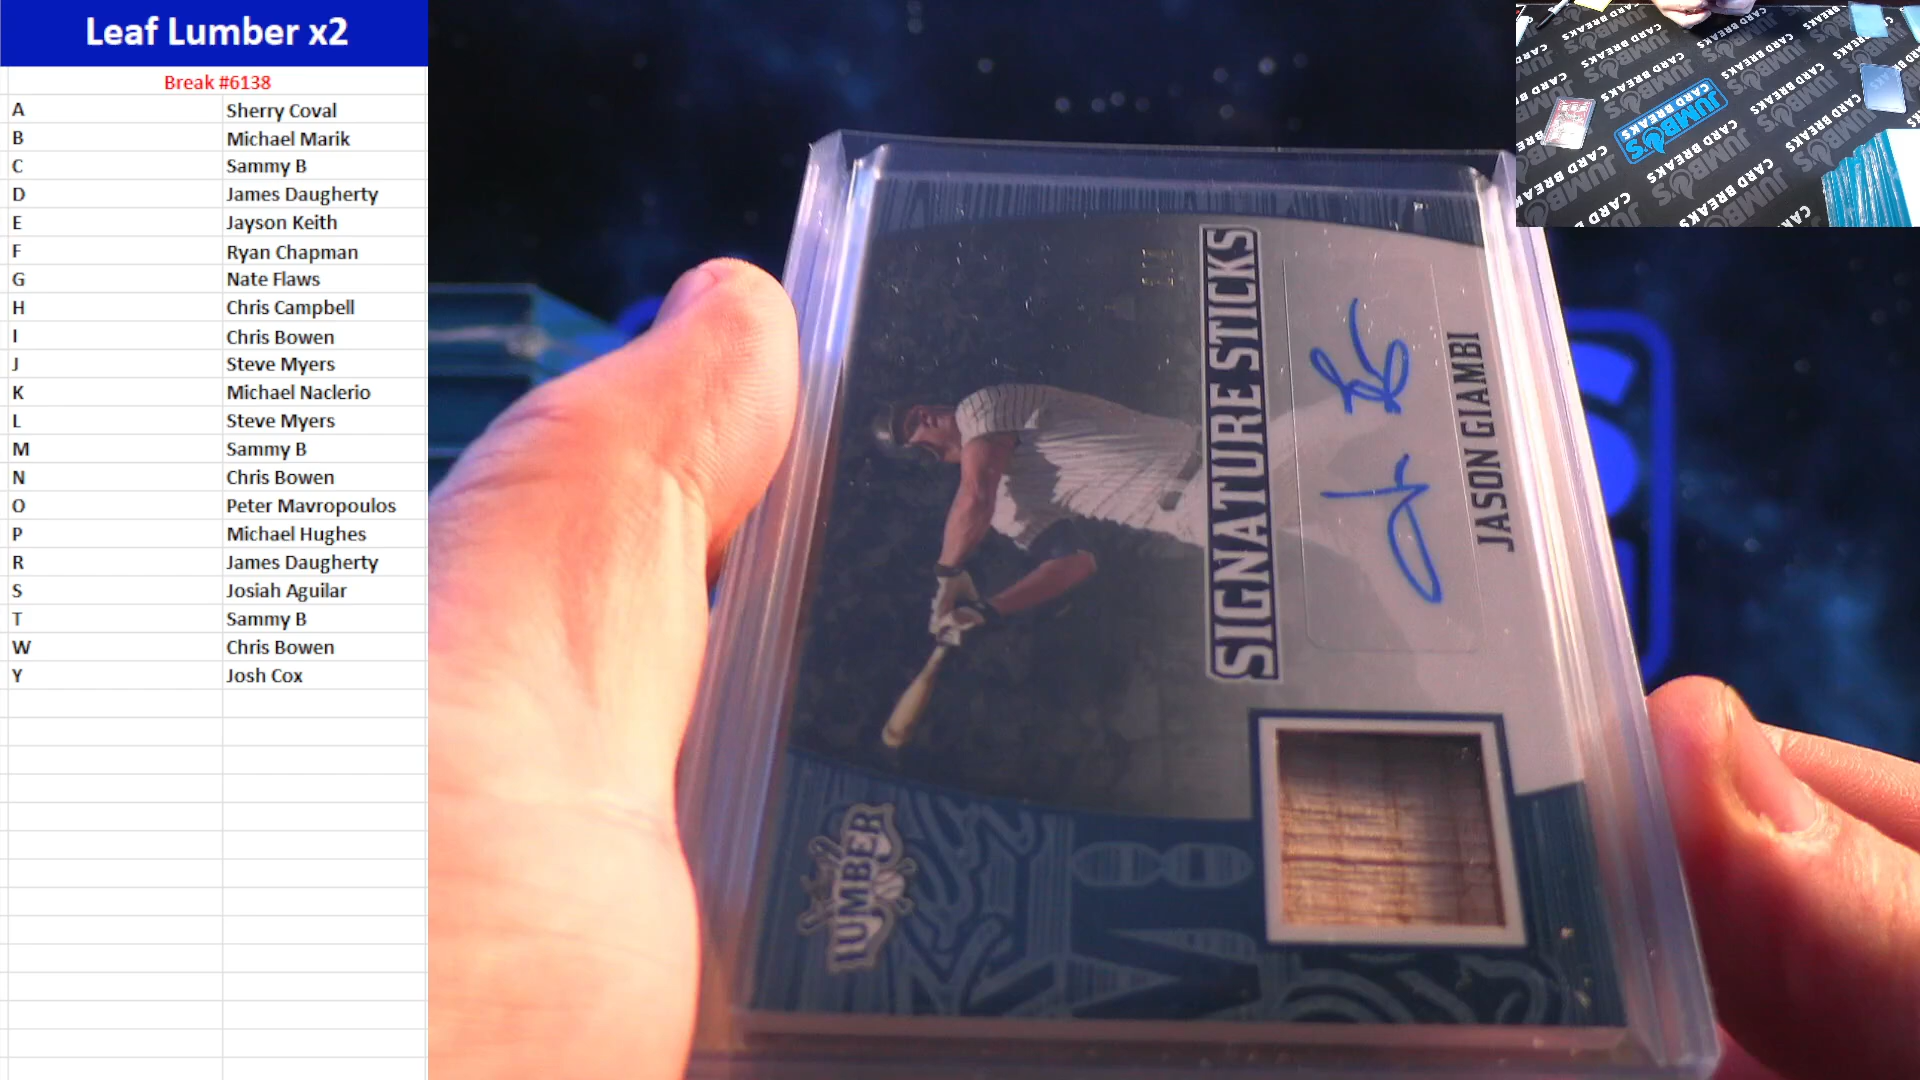 Leaf Lumber x2
Break #6138
A Sherry Coval
B Michael Marik
C Sammy B
D James Daugherty
E Jayson Keith
F Ryan Chapman
G Nate Flaws
H Chris Campbell
I Chris Bowen
J Steve Myers
K Michael Naclerio
L Steve Myers
M Sammy B
N Chris Bowen
O Peter Mavropoulos
P Michael Hughes
R James Daugherty
S Josiah Aguilar
T Sammy B
W Chris Bowen
Y Josh Cox
SIGNATURE STICKS
JASON GIAMBI
LUMBER
JUMBO'S
CARD BREAKS